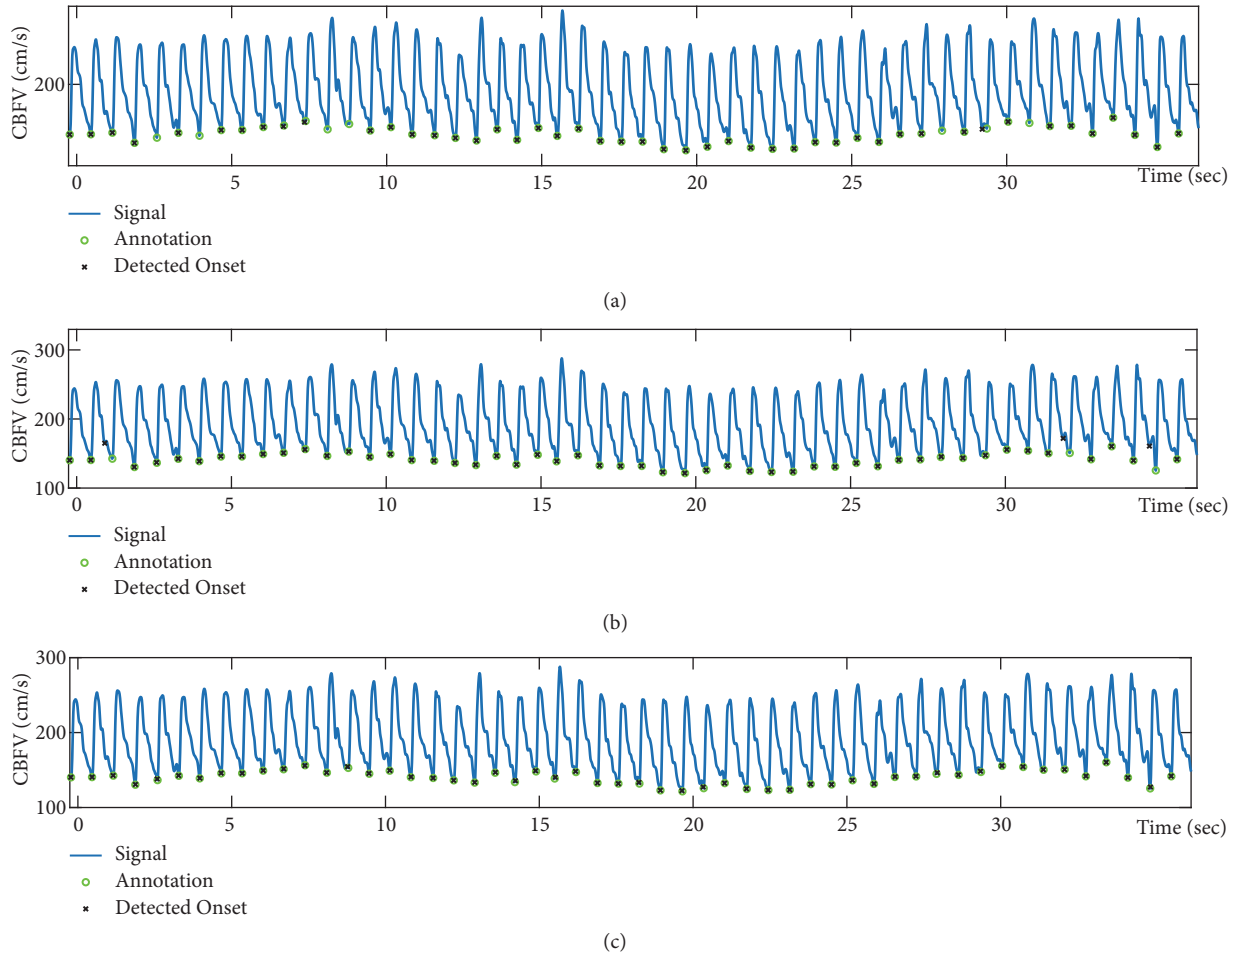 CBFV (cm/s)
200
0 5 10 15 20 25 30 Time (sec)
Signal
Annotation
Detected Onset
(a)
CBFV (cm/s)
300
200
100
0 5 10 15 20 25 30 Time (sec)
Signal
Annotation
Detected Onset
(b)
CBFV (cm/s)
300
200
100
0 5 10 15 20 25 30 Time (sec)
Signal
Annotation
Detected Onset
(c)